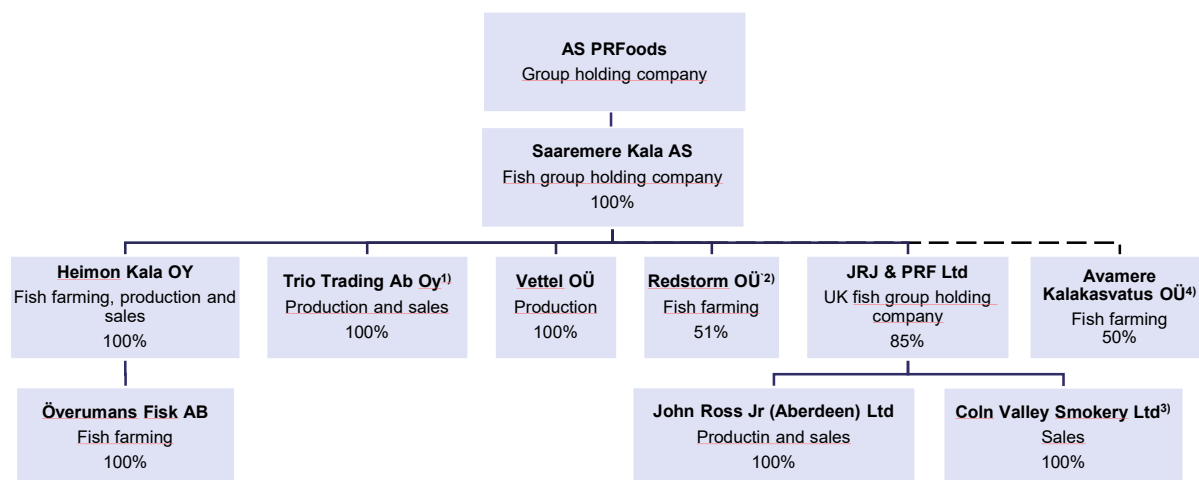 AS PRFoods
Group holding company
Saaremere Kala AS
Fish group holding company
100%
Heimon Kala OY
Fish farming, production and
sales
100%
Trio Trading Ab Oy1)
Production and sales
100%
Vettel OÜ
Production
100%
Redstorm OÜ`2)
Fish farming
51%
JRJ & PRF Ltd
UK fish group holding
company
85%
Avamere
Kalakasvatus OÜ4)
Fish farming
50%
Överumans Fisk AB
Fish farming
100%
John Ross Jr (Aberdeen) Ltd
Productin and sales
100%
Coln Valley Smokery Ltd3)
Sales
100%